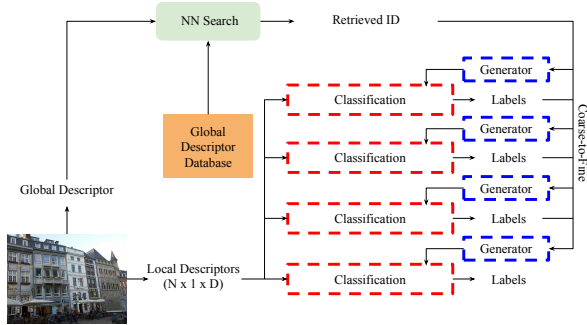 NN Search
Retrieved ID
Generator
Classification
Labels
Global
Descriptor
Database
Generator
Classification
Labels
Coarse-to-Fine
Global Descriptor
Generator
Classification
Labels
Generator
Local Descriptors
(N x 1 x D)
Classification
Labels